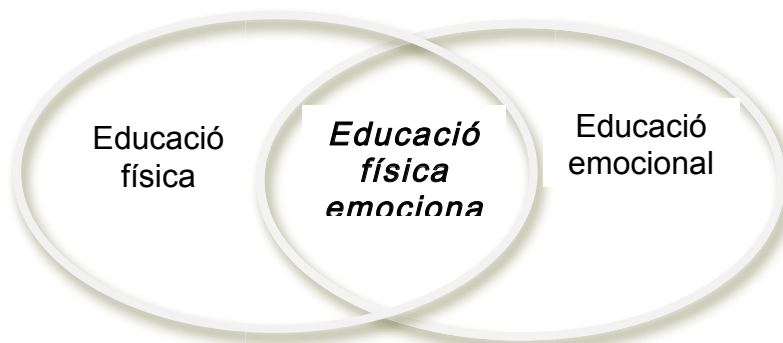 Educació
física
Educació
física
emociona
Educació
emocional